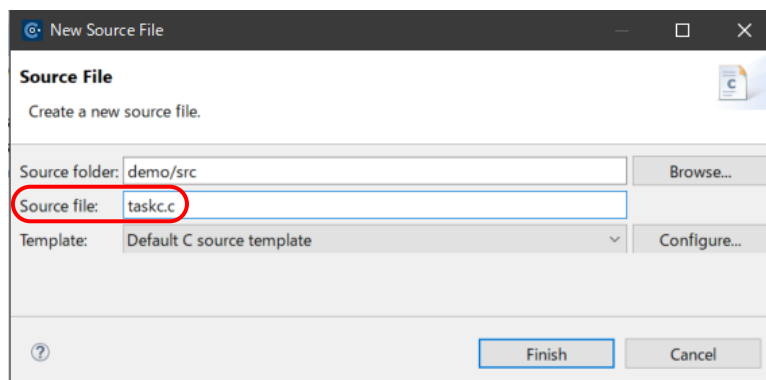 New Source File
Source File
Create a new source file.
Source folder: demo/src Browse...
Source file: taskc.c
Template: Default C source template Configure...
Finish Cancel